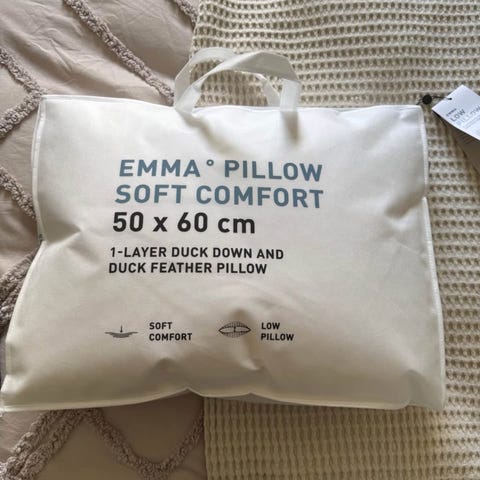 EMMA° PILLOW
SOFT COMFORT
50 x 60 cm
1-LAYER DUCK DOWN AND
DUCK FEATHER PILLOW
SOFT
COMFORT
LOW
PILLOW
LOW